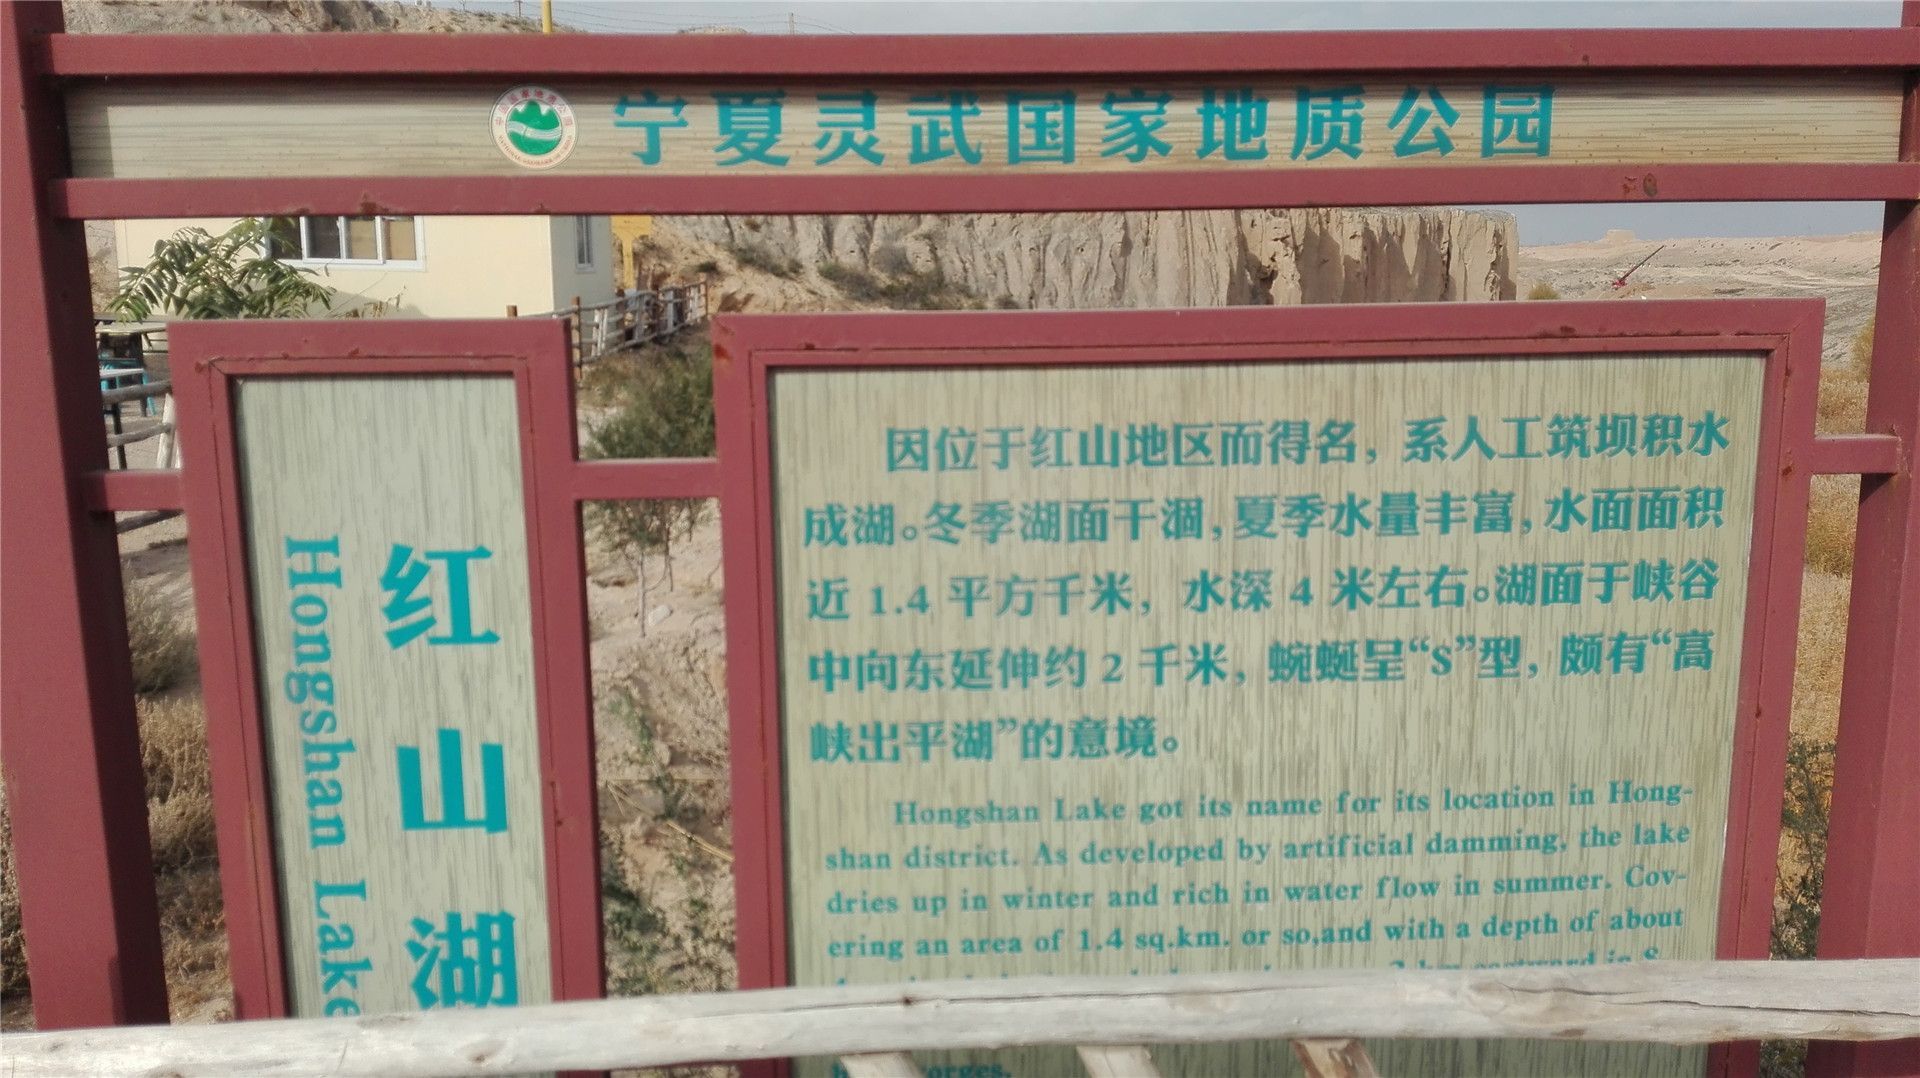 宁夏灵武国家地质公园
红山湖
Hongshan Lake
因位于红山地区而得名，系人工筑坝积水
成湖。冬季湖面干涸，夏季水量丰富，水面面积
近 1.4 平方千米，水深 4 米左右。湖面于峡谷
中向东延伸约 2 千米，蜿蜒呈“S”型，颇有“高
峡出平湖”的意境。
Hongshan Lake got its name for its location in Hong-
shan district. As developed by artificial damming, the lake
dries up in winter and rich in water flow in summer. Cov-
ering an area of 1.4 sq.km. or so,and with a depth of about
2 km eastward in S
orges.